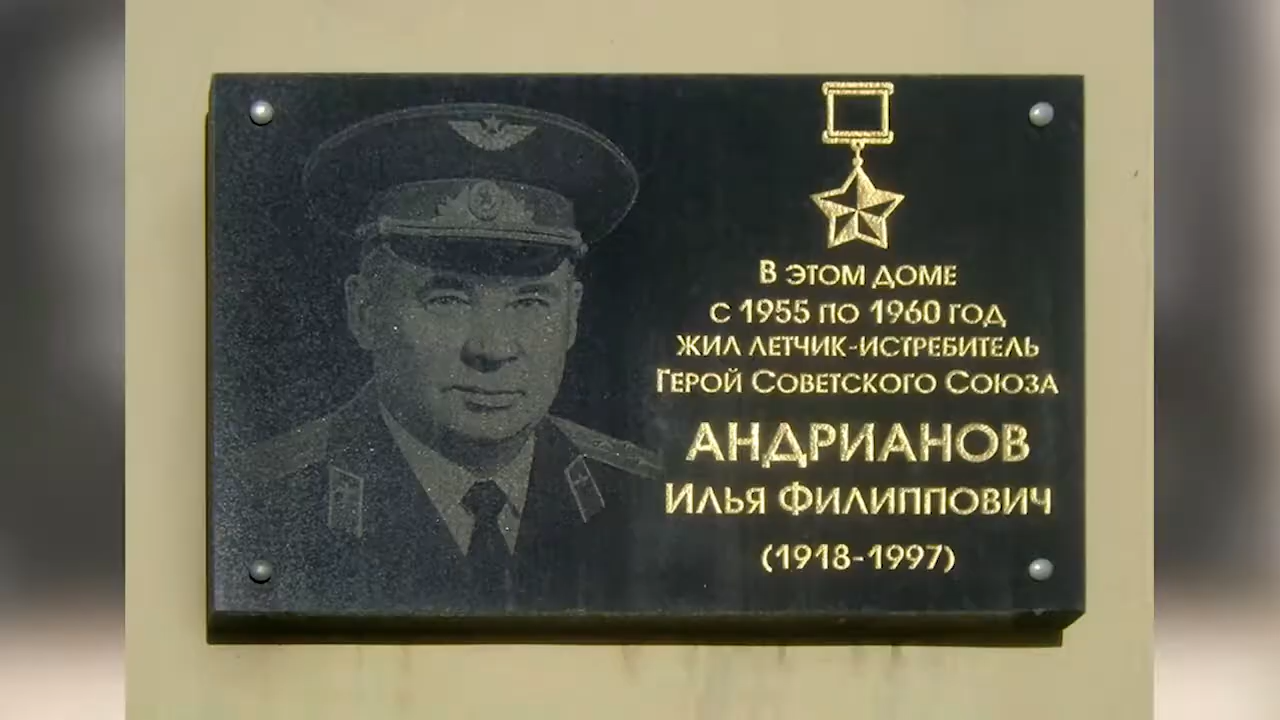 В ЭТОМ ДОМЕ
С 1955 ПО 1960 ГОД
ЖИЛ ЛЕТЧИК-ИСТРЕБИТЕЛЬ
ГЕРОЙ СОВЕТСКОГО СОЮЗА
АНДРИАНОВ
ИЛЬЯ ФИЛИППОВИЧ
(1918-1997)